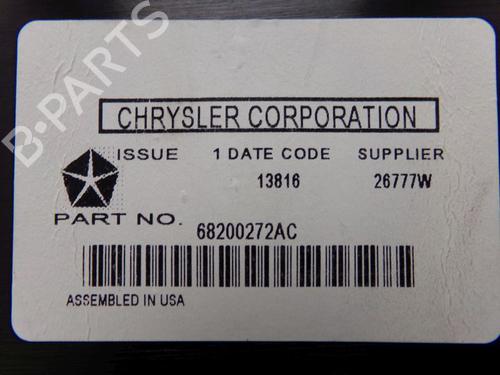 B-PARTS
CHRYSLER CORPORATION
ISSUE 1 DATE CODE SUPPLIER
13816 26777W
PART NO. 68200272AC
ASSEMBLED IN USA